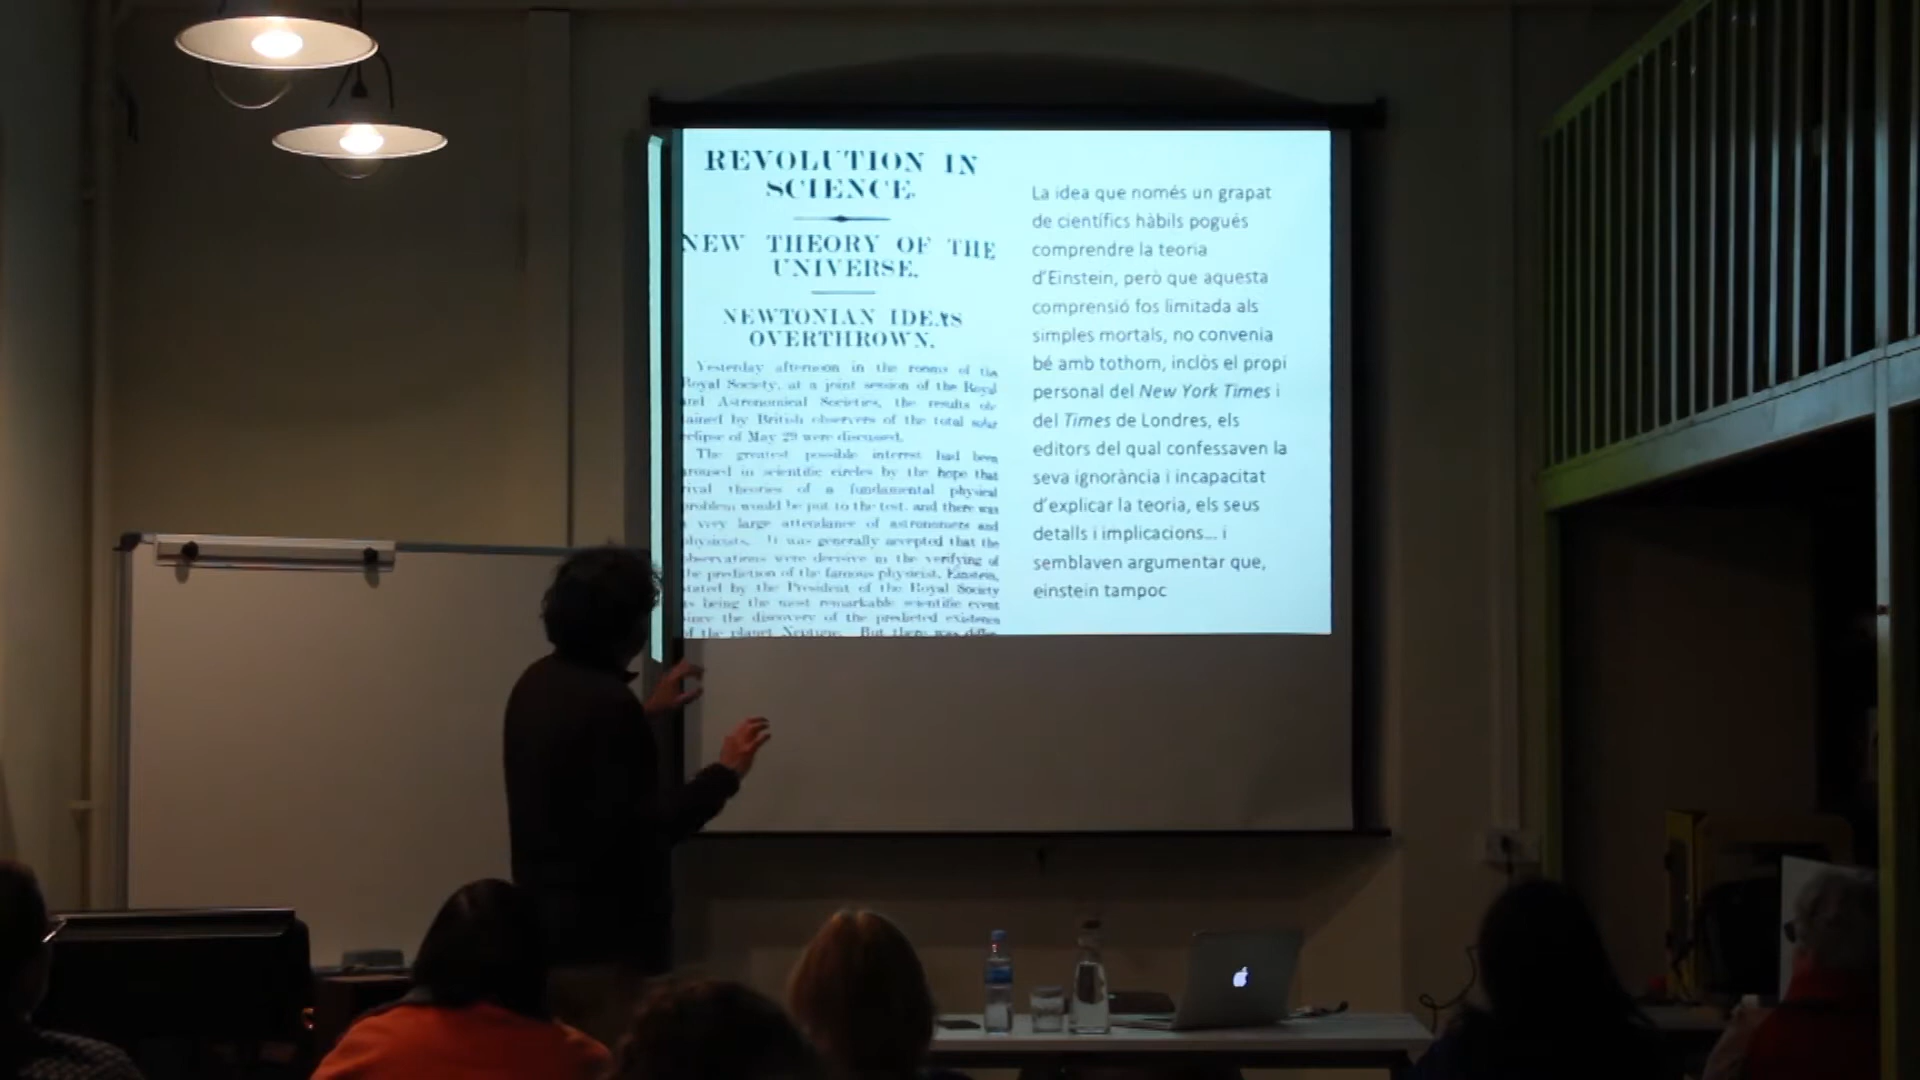 REVOLUTION IN
SCIENCE.
NEW THEORY OF THE
UNIVERSE.
NEWTONIAN IDEAS
OVERTHROWN.
Yesterday afternoon in the rooms of the
Royal Society, at a joint session of the Royal
and Astronomical Societies, the results ob-
tained by British observers of the total solar
eclipse of May 29 were discussed.
The greatest possible interest had been
aroused in scientific circles by the hope that
rival theories of a fundamental physical
problem would be put to the test, and there was
a very large attendance of astronomers and
physicists. It was generally accepted that the
observations were decisive in the verifying of
the prediction of the famous physicist, Einstein,
stated by the President of the Royal Society
as being the most remarkable scientific event
since the discovery of the predicted existence
of the planet Neptune. But there was differ-
La idea que només un grapat
de científics hàbils pogués
comprendre la teoria
d'Einstein, però que aquesta
comprensió fos limitada als
simples mortals, no convenia
bé amb tothom, inclòs el propi
personal del New York Times i
del Times de Londres, els
editors del qual confessaven la
seva ignorància i incapacitat
d'explicar la teoria, els seus
detalls i implicacions... i
semblaven argumentar que,
einstein tampoc